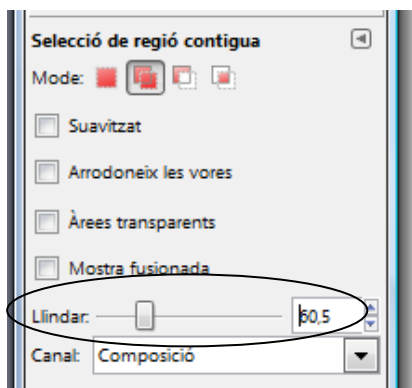 Selecció de regió contigua
Mode:
Suavitzat
Arrodoneix les vores
Àrees transparents
Mostra fusionada
Llindar: 60,5
Canal: Composició